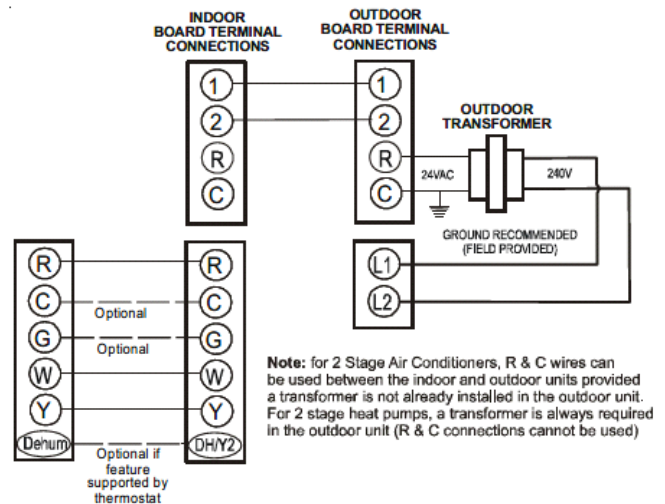 INDOOR
BOARD TERMINAL
CONNECTIONS
OUTDOOR
BOARD TERMINAL
CONNECTIONS
1
2
R
C
1
2
R
C
OUTDOOR
TRANSFORMER
24VAC
240V
GROUND RECOMMENDED
(FIELD PROVIDED)
L1
L2
R
C
G
W
Y
Dehum
Optional
Optional
Optional if
feature
supported by
thermostat
R
C
G
W
Y
DH/Y2
Note: for 2 Stage Air Conditioners, R & C wires can
be used between the indoor and outdoor units provided
a transformer is not already installed in the outdoor unit.
For 2 stage heat pumps, a transformer is always required
in the outdoor unit (R & C connections cannot be used)